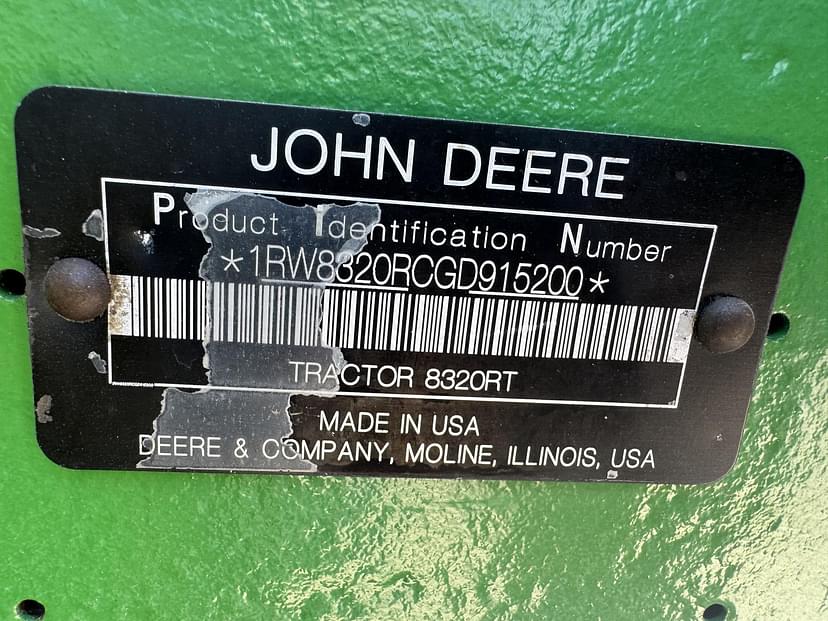 JOHN DEERE
Product Identification Number
*1RW8320RCGD915200*
TRACTOR 8320RT
MADE IN USA
DEERE & COMPANY, MOLINE, ILLINOIS, USA